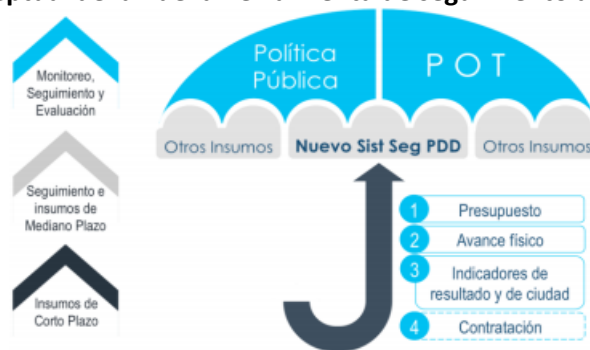 Monitoreo,
Seguimiento y
Evaluación
Seguimiento e
insumos de
Mediano Plazo
Insumos de
Corto Plazo
Política
Pública
POT
Otros Insumos
Nuevo Sist Seg PDD
Otros Insumos
1 Presupuesto
2 Avance físico
3 Indicadores de
resultado y de ciudad
4 Contratación